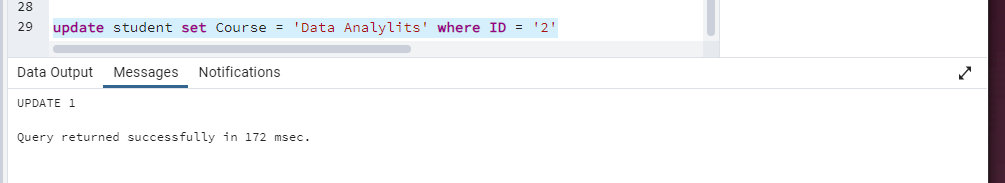 28
29 update student set Course = 'Data Analylits' where ID = '2'
Data Output Messages Notifications
UPDATE 1
Query returned successfully in 172 msec.